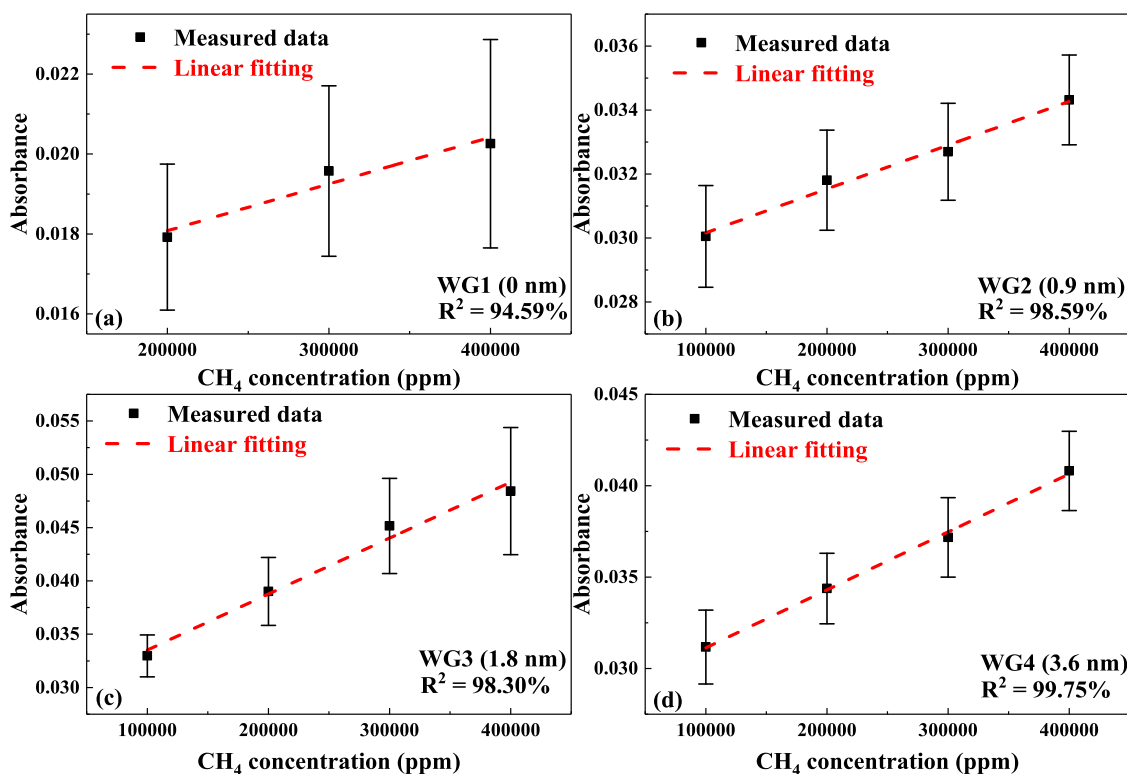 Measured data
Linear fitting
0.022
0.020
0.018
0.016
Absorbance
WG1 (0 nm)
R² = 94.59%
(a)
200000 300000 400000
CH₄ concentration (ppm)
Measured data
Linear fitting
0.036
0.034
0.032
0.030
0.028
Absorbance
WG2 (0.9 nm)
R² = 98.59%
(b)
100000 200000 300000 400000
CH₄ concentration (ppm)
Measured data
Linear fitting
0.055
0.050
0.045
0.040
0.035
0.030
Absorbance
WG3 (1.8 nm)
R² = 98.30%
(c)
100000 200000 300000 400000
CH₄ concentration (ppm)
Measured data
Linear fitting
0.045
0.040
0.035
0.030
Absorbance
WG4 (3.6 nm)
R² = 99.75%
(d)
100000 200000 300000 400000
CH₄ concentration (ppm)